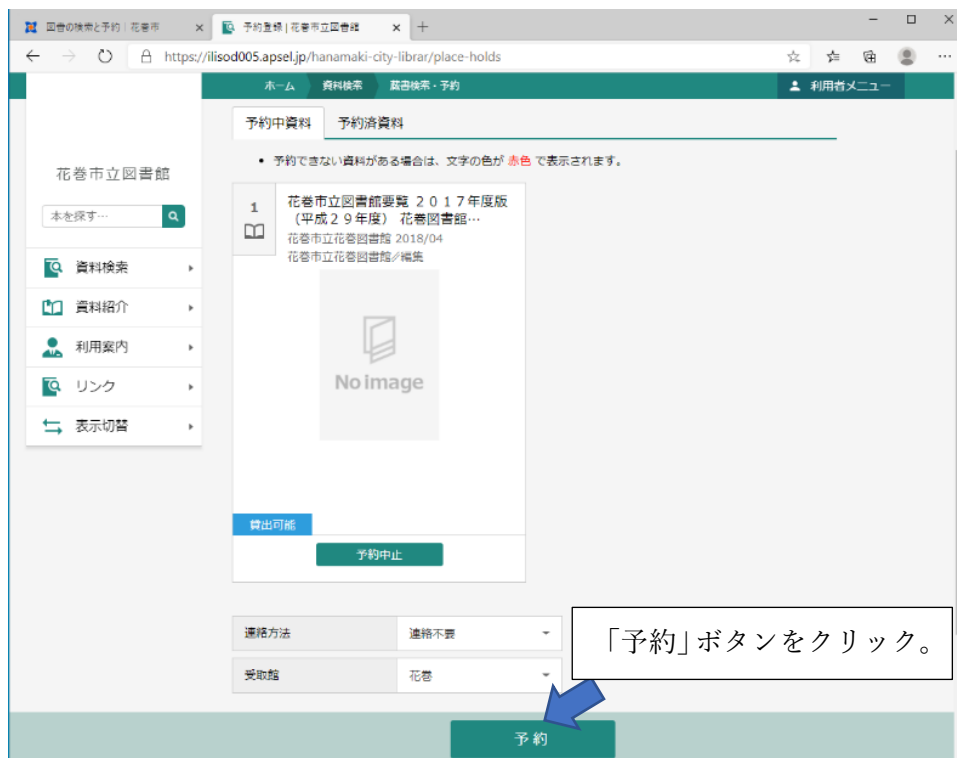 図書の検索と予約 | 花巻市
予約登録 | 花巻市立図書館
https://ilisod005.apsel.jp/hanamaki-city-librar/place-holds
ホーム 資料検索 蔵書検索・予約
利用者メニュー
花巻市立図書館
本を探す…
資料検索
資料紹介
利用案内
リンク
表示切替
予約中資料 予約済資料
• 予約できない資料がある場合は、文字の色が 赤色 で表示されます。
1
花巻市立図書館要覧 ２０１７年度版
（平成２９年度） 花巻図書館…
花巻市立花巻図書館 2018/04
花巻市立花巻図書館／編集
No image
貸出可能
予約中止
連絡方法 連絡不要
受取館 花巻
「予約」ボタンをクリック。
予約